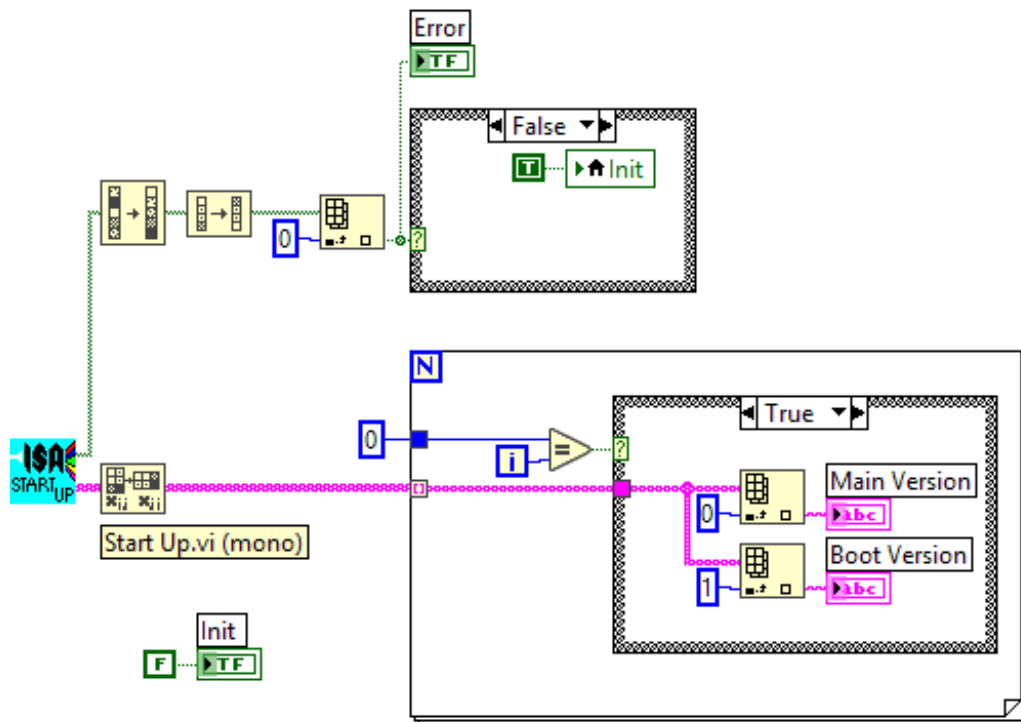 Error
TF
False
T
Init
0
?
N
True
0
i
=
?
ISA
START UP
Main Version
0
abc
Start Up.vi (mono)
Boot Version
1
abc
Init
F
TF